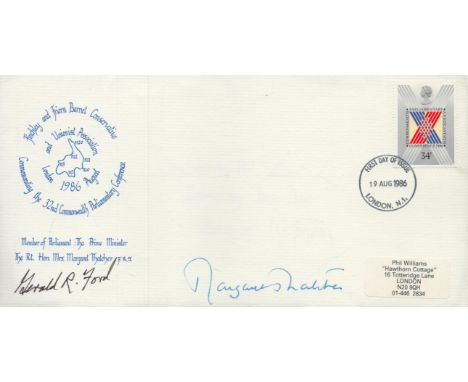 Finchley and Friern Barnet Conservative
and Unionist Association
London
August
1986
Commemorating the 32nd Commonwealth Parliamentary Conference
Member of Parliament: The Prime Minister
The Rt. Hon. Mrs. Margaret Thatcher F.R.S.
Gerald R. Ford
Margaret Thatcher
34P
FIRST DAY OF ISSUE
19 AUG 1986
LONDON, N.1.
Phil Williams
"Hawthorn Cottage"
16 Totteridge Lane
LONDON
N20 8QH
01-446 2834